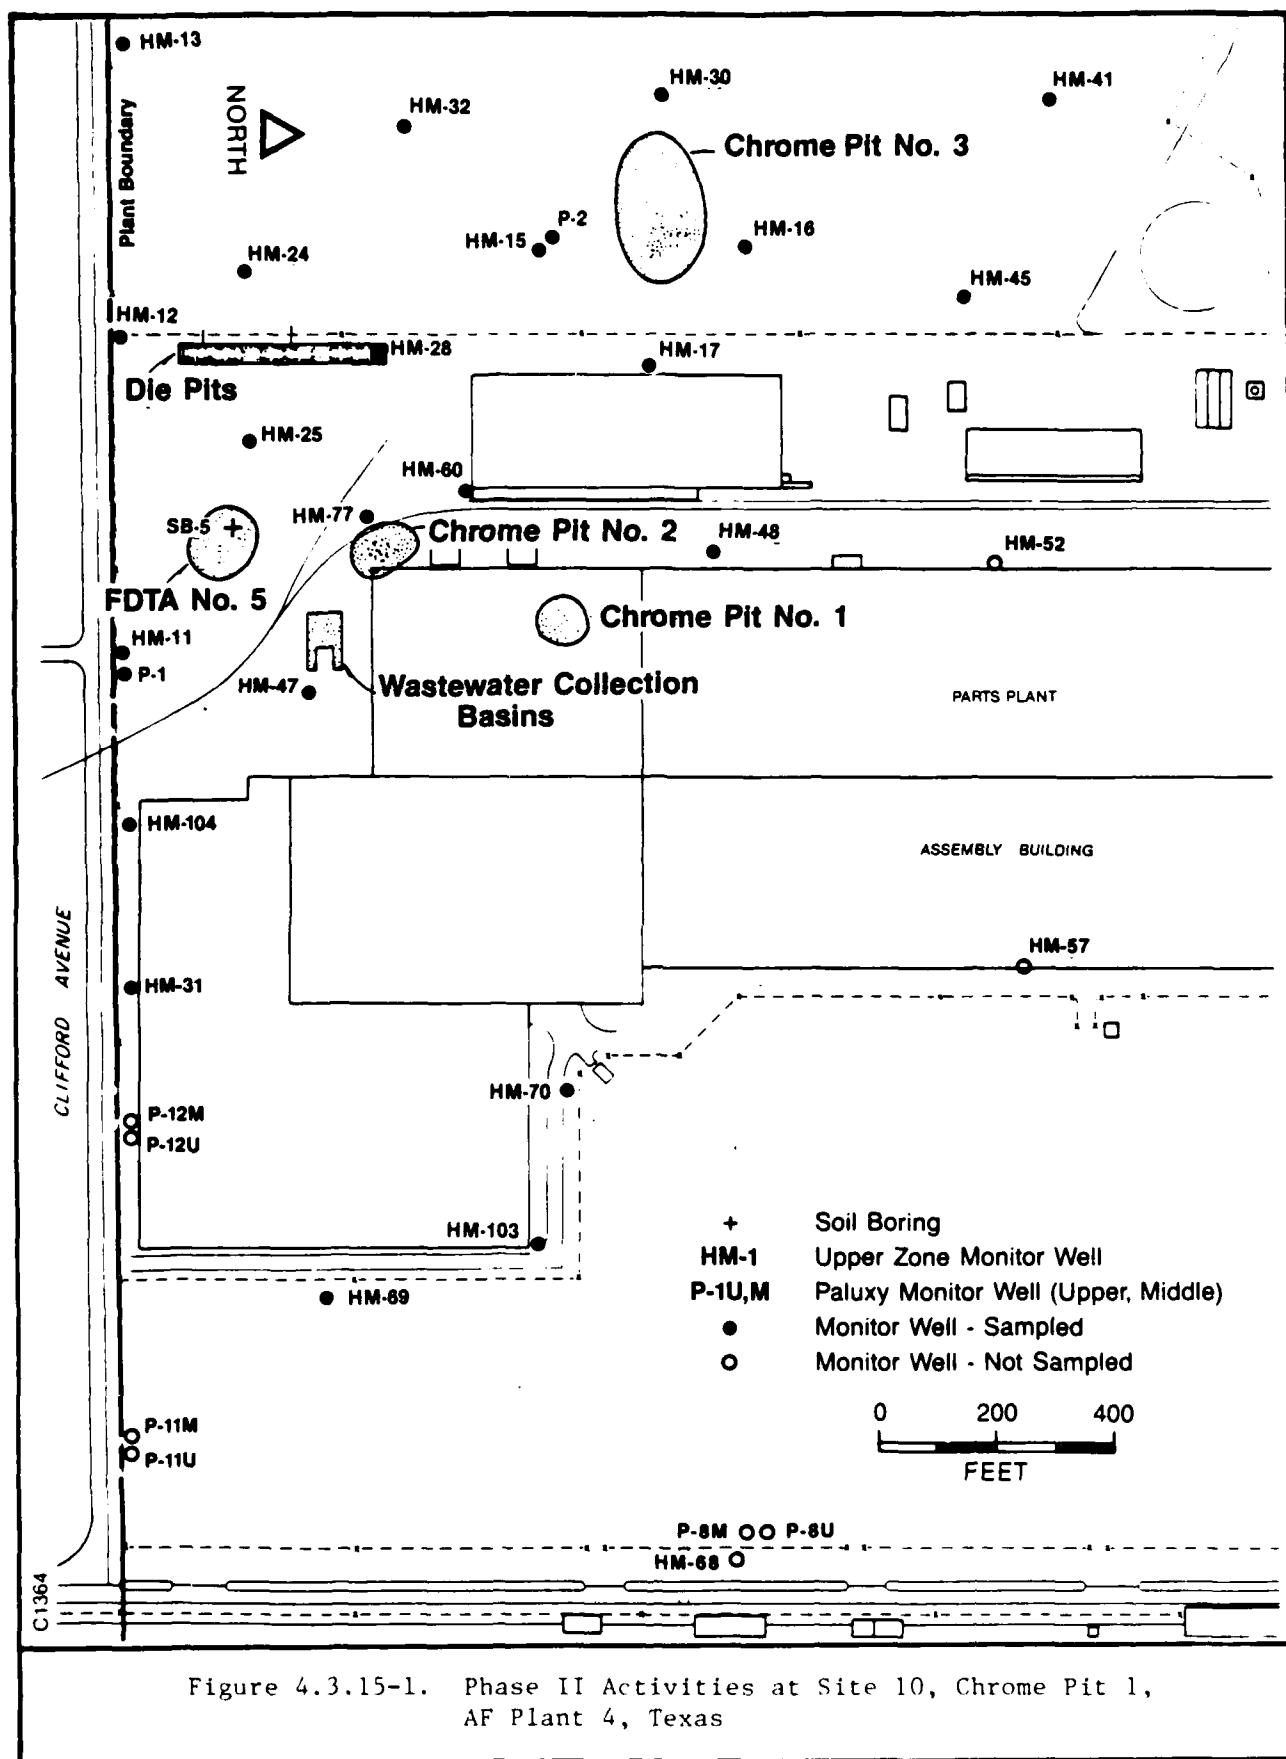 HM-13
HM-30
HM-41
HM-32
NORTH
Plant Boundary
Chrome Pit No. 3
P-2
HM-15
HM-16
HM-24
HM-45
HM-12
HM-28
HM-17
Die Pits
HM-25
HM-60
HM-77
SB-5
Chrome Pit No. 2
HM-48
HM-52
FDTA No. 5
Chrome Pit No. 1
HM-11
P-1
HM-47
Wastewater Collection
Basins
PARTS PLANT
HM-104
ASSEMBLY BUILDING
CLIFFORD AVENUE
HM-57
HM-31
HM-70
P-12M
P-12U
HM-103
+ Soil Boring
HM-1 Upper Zone Monitor Well
P-1U,M Paluxy Monitor Well (Upper, Middle)
Monitor Well - Sampled
Monitor Well - Not Sampled
HM-69
0 200 400
FEET
P-11M
P-11U
P-8M P-8U
HM-68
C1364
Figure 4.3.15-1. Phase II Activities at Site 10, Chrome Pit 1,
AF Plant 4, Texas